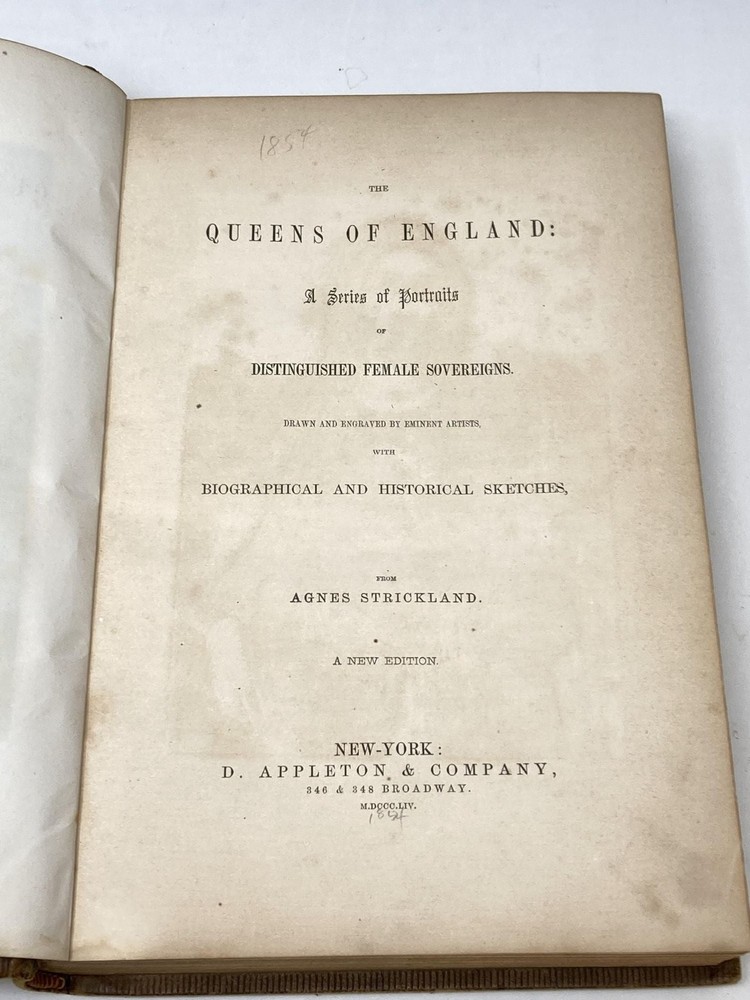 1854
THE
QUEENS OF ENGLAND:
A Series of Portraits
OF
DISTINGUISHED FEMALE SOVEREIGNS.
DRAWN AND ENGRAVED BY EMINENT ARTISTS,
WITH
BIOGRAPHICAL AND HISTORICAL SKETCHES,
FROM
AGNES STRICKLAND.
A NEW EDITION.
NEW-YORK:
D. APPLETON & COMPANY,
346 & 348 BROADWAY.
M.DCCC.LIV.
1854